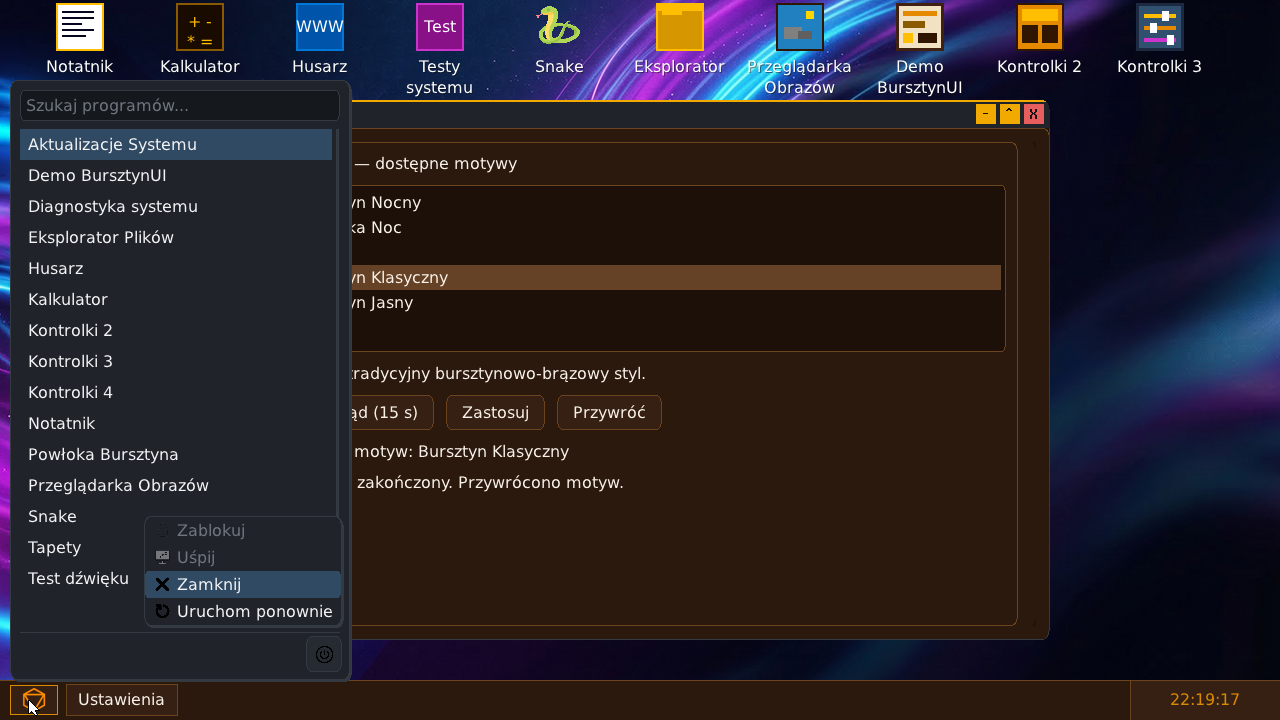 + -
* =
WWW
Test
Notatnik
Kalkulator
Husarz
Testy
systemu
Snake
Eksplorator
Przeglądarka
Obrazów
Demo
BursztynUI
Kontrolki 2
Kontrolki 3
Szukaj programów...
Aktualizacje Systemu
Demo BursztynUI
Diagnostyka systemu
Eksplorator Plików
Husarz
Kalkulator
Kontrolki 2
Kontrolki 3
Kontrolki 4
Notatnik
Powłoka Bursztyna
Przeglądarka Obrazów
Snake
Tapety
Test dźwięku
Zablokuj
Uśpij
Zamknij
Uruchom ponownie
- ^ X
— dostępne motywy
yn Nocny
ka Noc
yn Klasyczny
yn Jasny
tradycyjny bursztynowo-brązowy styl.
ąd (15 s)
Zastosuj
Przywróć
motyw: Bursztyn Klasyczny
zakończony. Przywrócono motyw.
Ustawienia
22:19:17